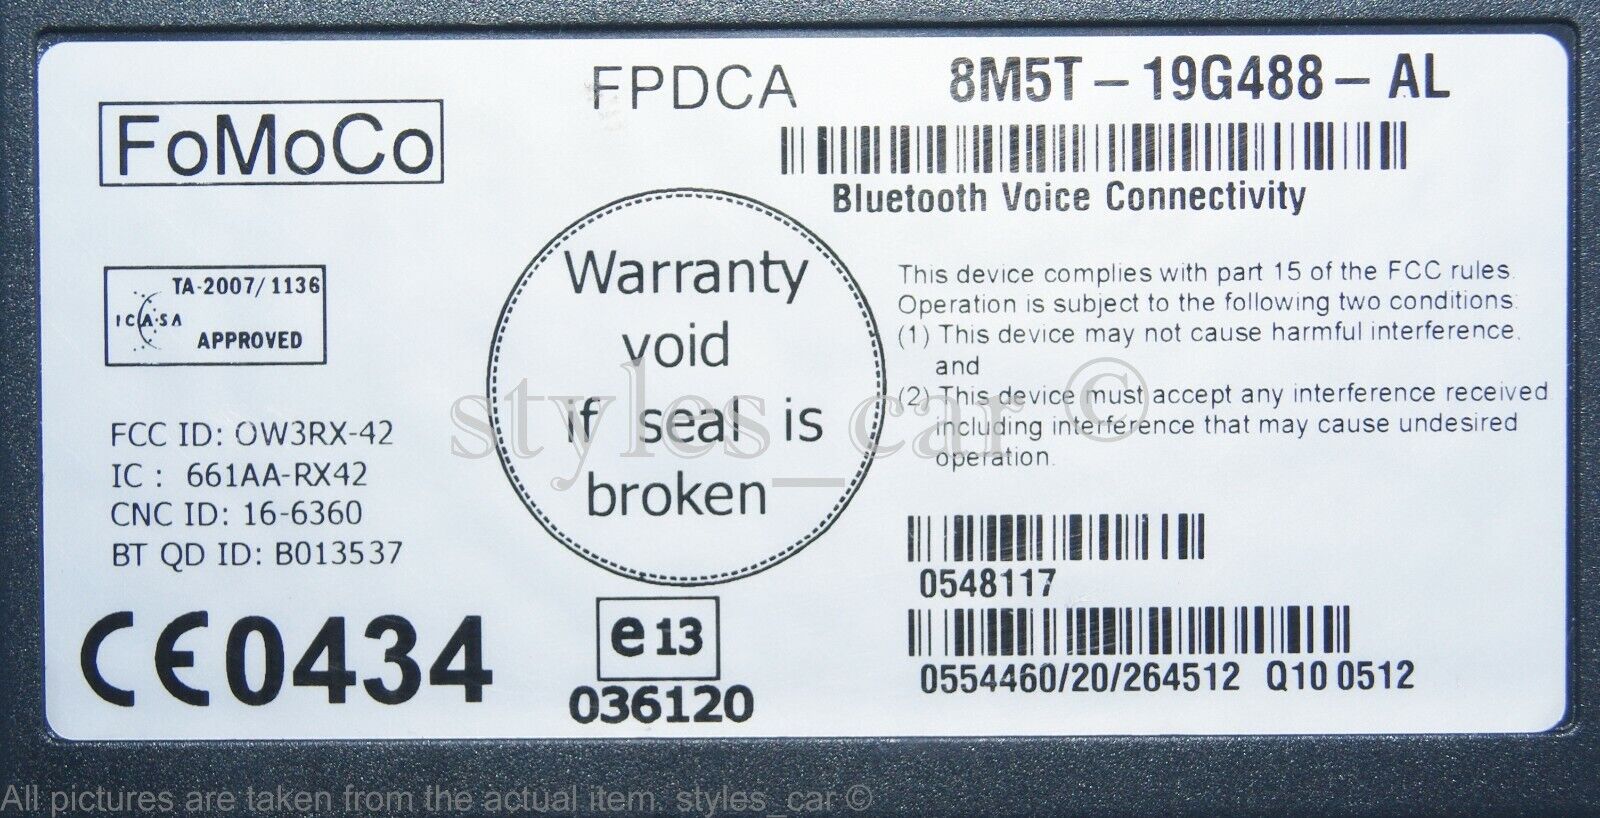 FPDCA
8M5T - 19G488 - AL
FoMoCo
Bluetooth Voice Connectivity
TA-2007/1136
ICASA
APPROVED
Warranty
void
if seal is
broken
This device complies with part 15 of the FCC rules.
Operation is subject to the following two conditions:
(1) This device may not cause harmful interference.
and
(2) This device must accept any interference received
including interference that may cause undesired
operation.
FCC ID: OW3RX-42
IC : 661AA-RX42
CNC ID: 16-6360
BT QD ID: B013537
0548117
CE0434
e13
036120
0554460/20/264512 Q10 0512
styles_car ©
All pictures are taken from the actual item. styles_car ©